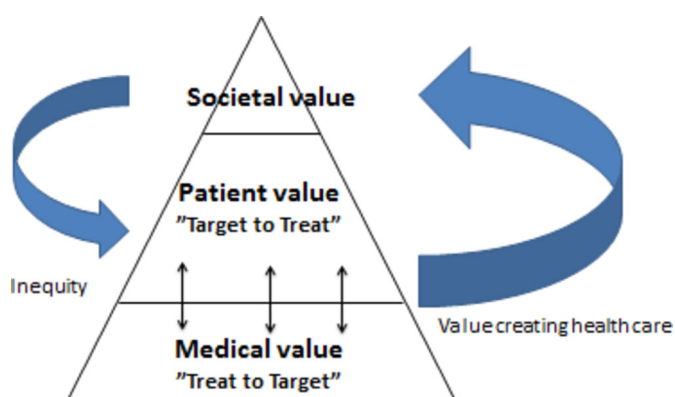 Societal value
Patient value
”Target to Treat”
Inequity
Value creating health care
Medical value
”Treat to Target”